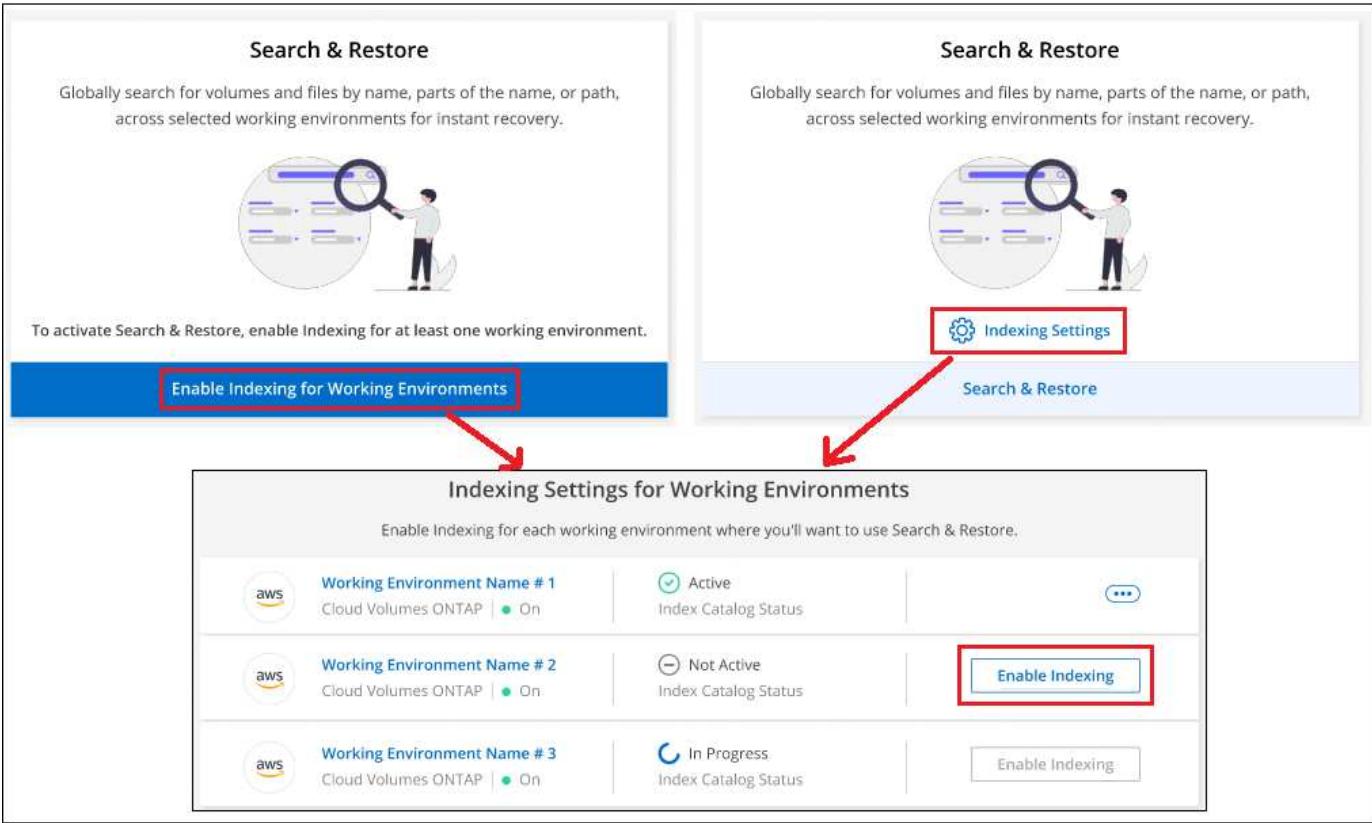 Search & Restore
Globally search for volumes and files by name, parts of the name, or path,
across selected working environments for instant recovery.
To activate Search & Restore, enable Indexing for at least one working environment.
Enable Indexing for Working Environments
Search & Restore
Globally search for volumes and files by name, parts of the name, or path,
across selected working environments for instant recovery.
Indexing Settings
Search & Restore
Indexing Settings for Working Environments
Enable Indexing for each working environment where you'll want to use Search & Restore.
aws
Working Environment Name # 1
Cloud Volumes ONTAP | On
Active
Index Catalog Status
aws
Working Environment Name # 2
Cloud Volumes ONTAP | On
Not Active
Index Catalog Status
Enable Indexing
aws
Working Environment Name # 3
Cloud Volumes ONTAP | On
In Progress
Index Catalog Status
Enable Indexing